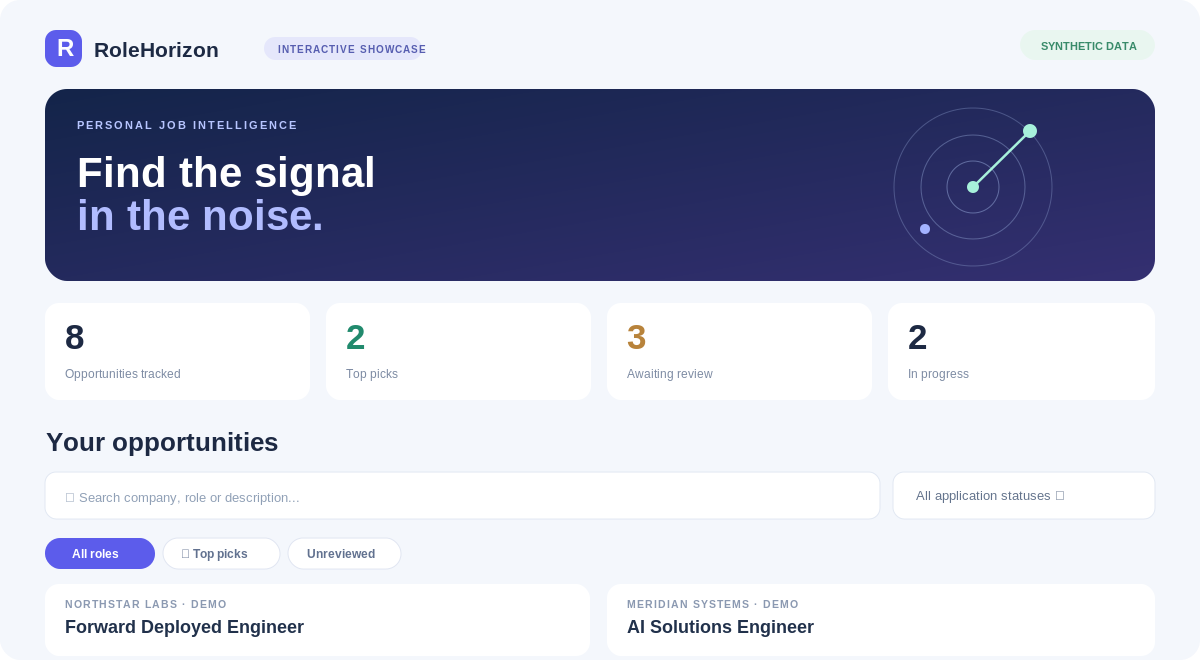 R RoleHorizon
INTERACTIVE SHOWCASE
SYNTHETIC DATA
PERSONAL JOB INTELLIGENCE
Find the signal
in the noise.
8
Opportunities tracked
2
Top picks
3
Awaiting review
2
In progress
Your opportunities
Search company, role or description...
All application statuses
All roles
Top picks
Unreviewed
NORTHSTAR LABS · DEMO
Forward Deployed Engineer
MERIDIAN SYSTEMS · DEMO
AI Solutions Engineer